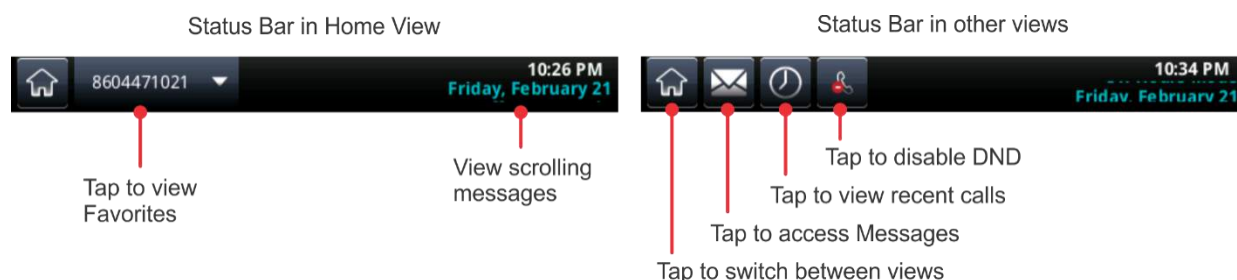 Status Bar in Home View
8604471021
10:26 PM
Friday, February 21
Tap to view
Favorites
View scrolling
messages
Status Bar in other views
10:34 PM
Friday, February 21
Tap to disable DND
Tap to view recent calls
Tap to access Messages
Tap to switch between views